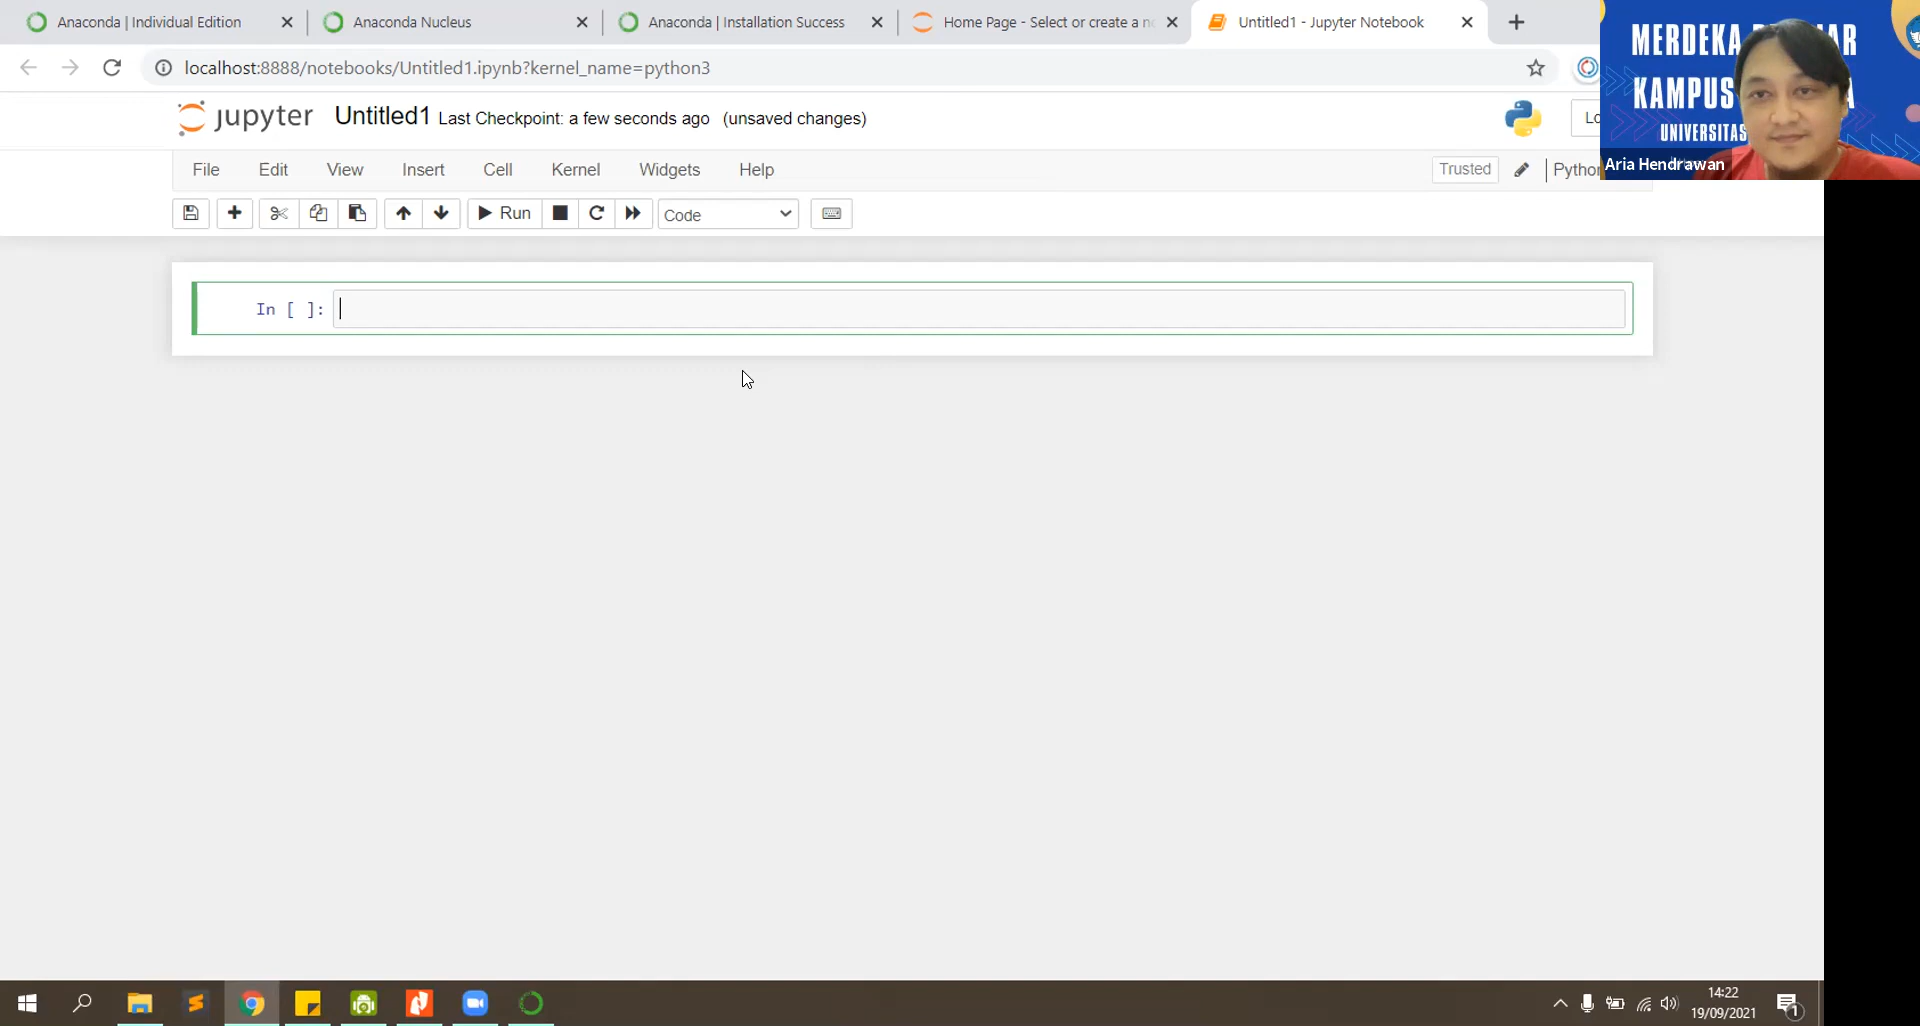 Anaconda | Individual Edition
Anaconda Nucleus
Anaconda | Installation Success
Home Page - Select or create a n
Untitled1 - Jupyter Notebook
localhost:8888/notebooks/Untitled1.ipynb?kernel_name=python3
jupyter Untitled1 Last Checkpoint: a few seconds ago (unsaved changes)
File Edit View Insert Cell Kernel Widgets Help
Trusted
Run
Code
In [ ]:
MERDEKA
KAMPUS
UNIVERSITAS
Aria Hendrawan
14:22
19/09/2021
1